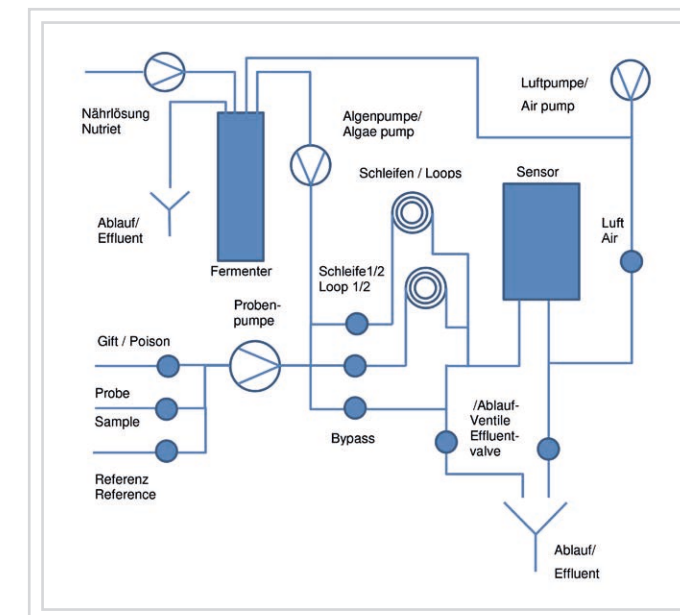 Nährlösung
Nutriet
Ablauf/
Effluent
Fermenter
Algenpumpe/
Algae pump
Luftpumpe/
Air pump
Schleifen / Loops
Sensor
Luft
Air
Schleife1/2
Loop 1/2
Proben-
pumpe
Gift / Poison
Probe
Sample
Referenz
Reference
Bypass
/Ablauf-
Ventile
Effluent-
valve
Ablauf/
Effluent